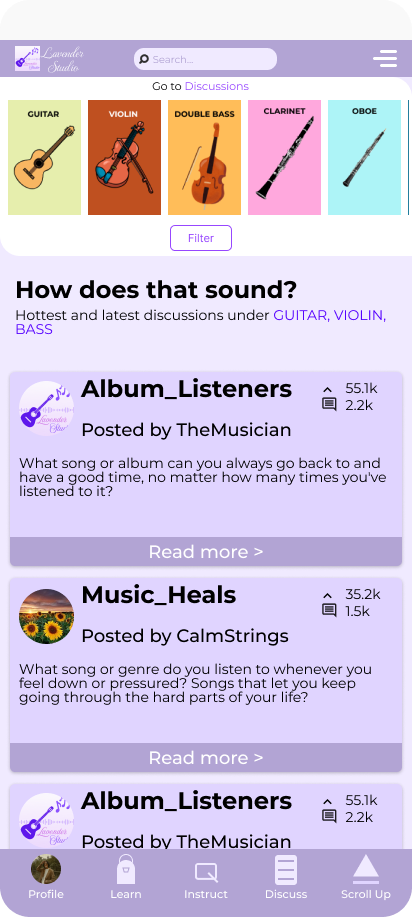 Lavender
Studio
Search...
Go to Discussions
GUITAR
VIOLIN
DOUBLE BASS
CLARINET
OBOE
Filter
How does that sound?
Hottest and latest discussions under GUITAR, VIOLIN,
BASS
Album_Listeners
55.1k
2.2k
Posted by TheMusician
What song or album can you always go back to and
have a good time, no matter how many times you've
listened to it?
Read more >
Music_Heals
35.2k
1.5k
Posted by CalmStrings
What song or genre do you listen to whenever you
feel down or pressured? Songs that let you keep
going through the hard parts of your life?
Read more >
Album_Listeners
55.1k
2.2k
Posted by TheMusician
Profile
Learn
Instruct
Discuss
Scroll Up